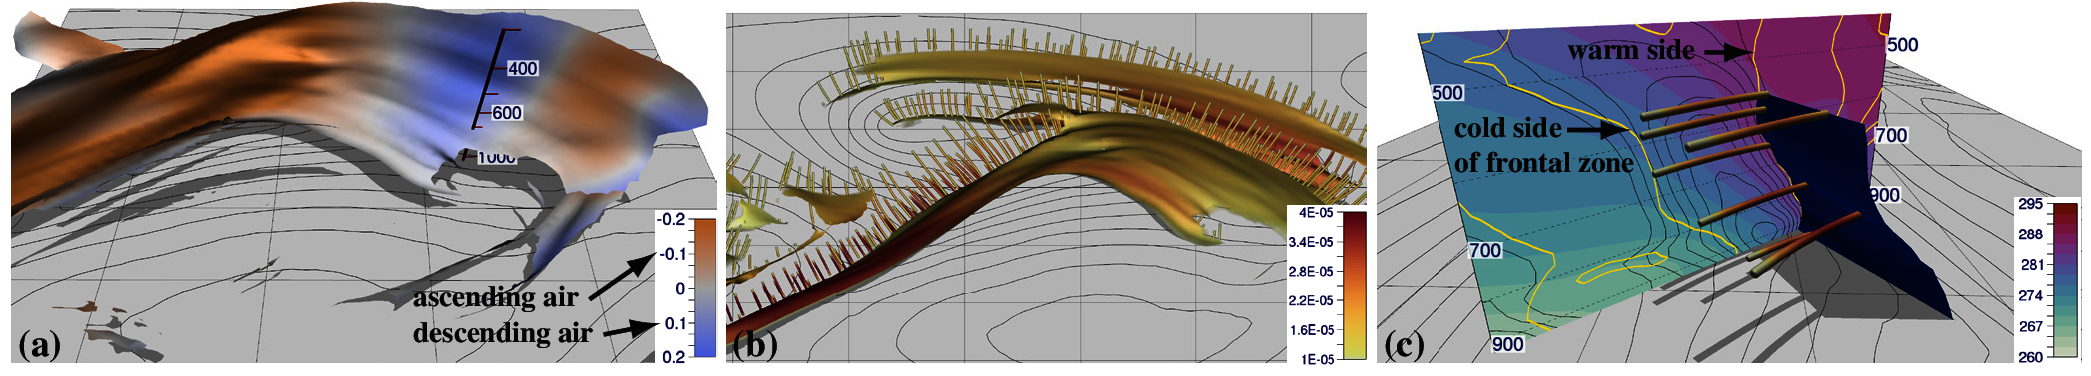 400
600
1000
-0.2
-0.1
0
0.1
0.2
ascending air
descending air
(a)
4E-05
3.4E-05
2.8E-05
2.2E-05
1.6E-05
1E-05
(b)
warm side
500
500
cold side
of frontal zone
700
900
700
900
295
288
281
274
267
260
(c)